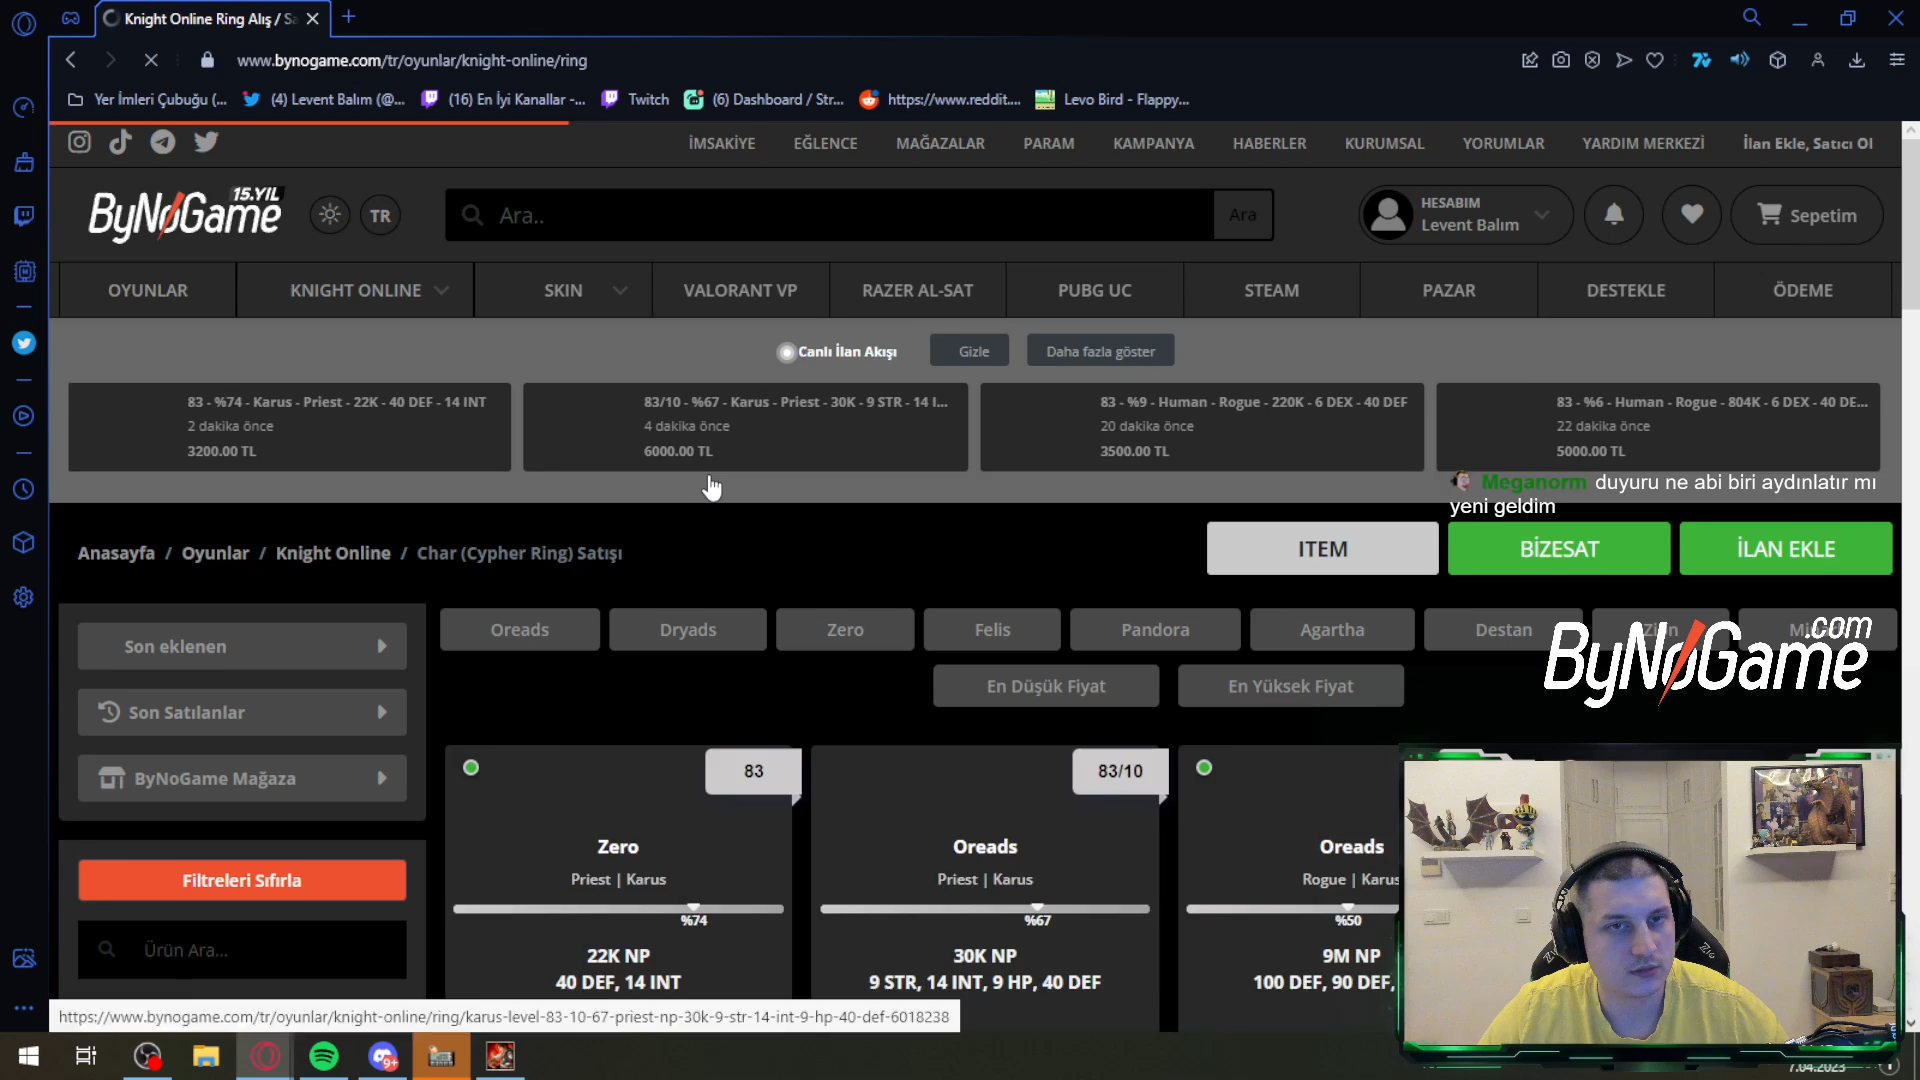 Knight Online Ring Alış / Sa
www.bynogame.com/tr/oyunlar/knight-online/ring
Yer İmleri Çubuğu (...
(4) Levent Balım (@...
(16) En İyi Kanallar -...
Twitch
(6) Dashboard / Str...
https://www.reddit....
Levo Bird - Flappy...
İMSAKİYE
EĞLENCE
MAĞAZALAR
PARAM
KAMPANYA
HABERLER
KURUMSAL
YORUMLAR
YARDIM MERKEZİ
İlan Ekle, Satıcı Ol
15.YIL
ByNoGame
TR
Ara..
Ara
HESABIM
Levent Balım
Sepetim
OYUNLAR
KNIGHT ONLINE
SKIN
VALORANT VP
RAZER AL-SAT
PUBG UC
STEAM
PAZAR
DESTEKLE
ÖDEME
Canlı İlan Akışı
Gizle
Daha fazla göster
83 - %74 - Karus - Priest - 22K - 40 DEF - 14 INT
2 dakika önce
3200.00 TL
83/10 - %67 - Karus - Priest - 30K - 9 STR - 14 I...
4 dakika önce
6000.00 TL
83 - %9 - Human - Rogue - 220K - 6 DEX - 40 DEF
20 dakika önce
3500.00 TL
83 - %6 - Human - Rogue - 804K - 6 DEX - 40 DE...
22 dakika önce
5000.00 TL
Meganorm duyuru ne abi biri aydınlatır mı
yeni geldim
Anasayfa / Oyunlar / Knight Online / Char (Cypher Ring) Satışı
ITEM
BİZESAT
İLAN EKLE
Son eklenen
Son Satılanlar
ByNoGame Mağaza
Oreads
Dryads
Zero
Felis
Pandora
Agartha
Destan
En Düşük Fiyat
En Yüksek Fiyat
ByNoGame.com
83
Zero
Priest | Karus
%74
22K NP
40 DEF, 14 INT
83/10
Oreads
Priest | Karus
%67
30K NP
9 STR, 14 INT, 9 HP, 40 DEF
Oreads
Rogue | Karus
%50
9M NP
100 DEF, 90 DEF,
Filtreleri Sıfırla
Ürün Ara...
https://www.bynogame.com/tr/oyunlar/knight-online/ring/karus-level-83-10-67-priest-np-30k-9-str-14-int-9-hp-40-def-6018238
9+
7.04.2023